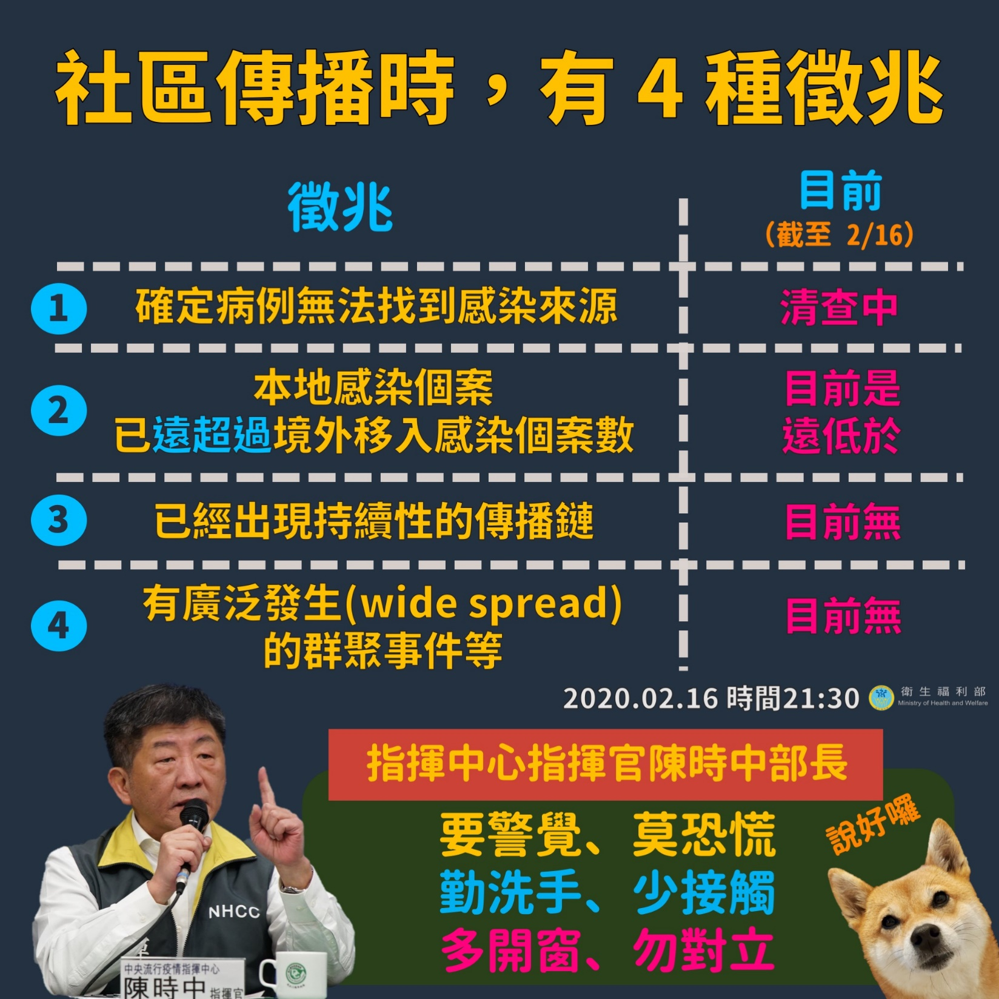 社區傳播時，有 4 種徵兆
徵兆
目前
（截至 2/16）
1
確定病例無法找到感染來源
清查中
2
本地感染個案
已遠超過境外移入感染個案數
目前是
遠低於
3
已經出現持續性的傳播鏈
目前無
4
有廣泛發生(wide spread)
的群聚事件等
目前無
2020.02.16 時間21:30
衛生福利部
Ministry of Health and Welfare
指揮中心指揮官陳時中部長
要警覺、莫恐慌
勤洗手、少接觸
多開窗、勿對立
說好囉
NHCC
中央流行疫情指揮中心
陳時中 指揮官